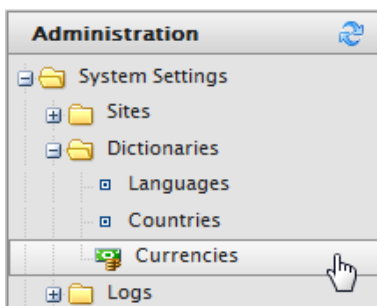 Administration
System Settings
Sites
Dictionaries
Languages
Countries
Currencies
Logs